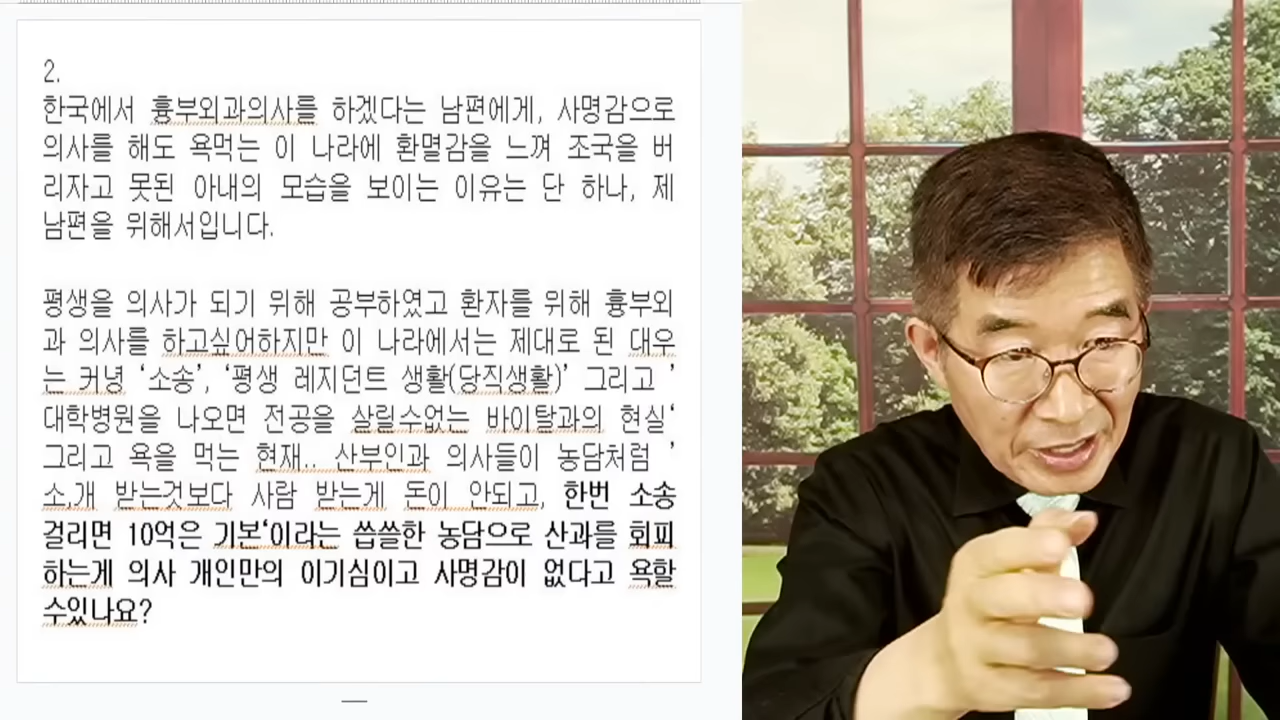 2.
한국에서 흉부외과의사를 하겠다는 남편에게, 사명감으로
의사를 해도 욕먹는 이 나라에 환멸감을 느껴 조국을 버
리자고 못된 아내의 모습을 보이는 이유는 단 하나, 제
남편을 위해서입니다.
평생을 의사가 되기 위해 공부하였고 환자를 위해 흉부외
과 의사를 하고싶어하지만 이 나라에서는 제대로 된 대우
는 커녕 ‘소송’, ‘평생 레지던트 생활(당직생활)’ 그리고 ’
대학병원을 나오면 전공을 살릴수없는 바이탈과의 현실‘
그리고 욕을 먹는 현재.. 산부인과 의사들이 농담처럼 ’
소,개 받는것보다 사람 받는게 돈이 안되고, 한번 소송
걸리면 10억은 기본‘이라는 씁쓸한 농담으로 산과를 회피
하는게 의사 개인만의 이기심이고 사명감이 없다고 욕할
수있나요?